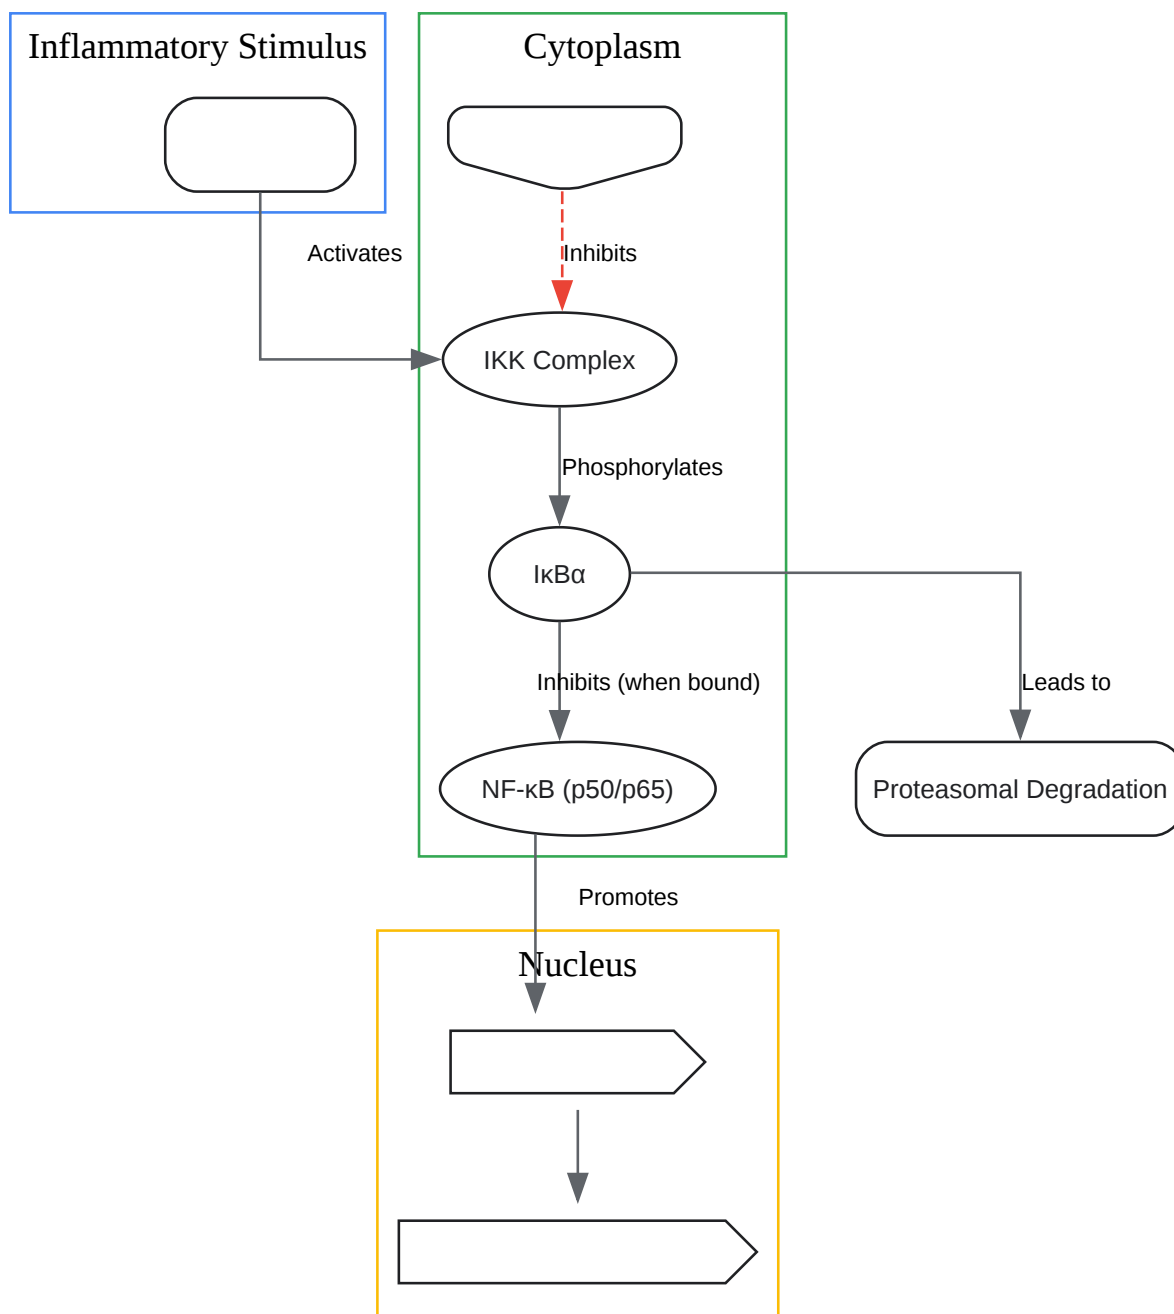 Inflammatory Stimulus
Cytoplasm
Activates
Inhibits
IKK Complex
Phosphorylates
IκBα
Inhibits (when bound)
Leads to
NF-κB (p50/p65)
Proteasomal Degradation
Promotes
Nucleus